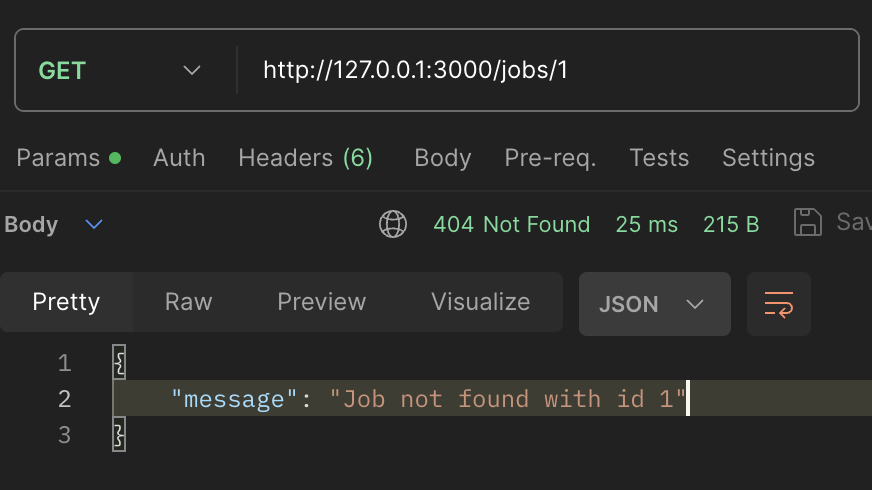 GET http://127.0.0.1:3000/jobs/1
Params Auth Headers (6) Body Pre-req. Tests Settings
Body 404 Not Found 25 ms 215 B Sav
Pretty Raw Preview Visualize JSON
1 {
2 "message": "Job not found with id 1"
3 }